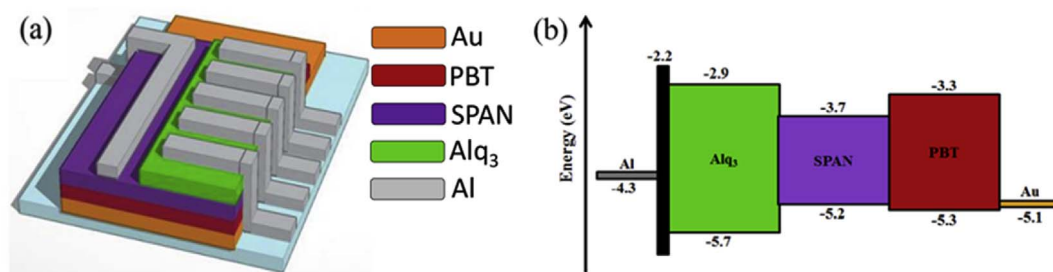 (a)
Au
PBT
SPAN
Alq₃
Al
(b)
Energy (eV)
-2.2
-2.9
-3.7
-3.3
Al
-4.3
Alq₃
SPAN
PBT
Au
-5.1
-5.7
-5.2
-5.3